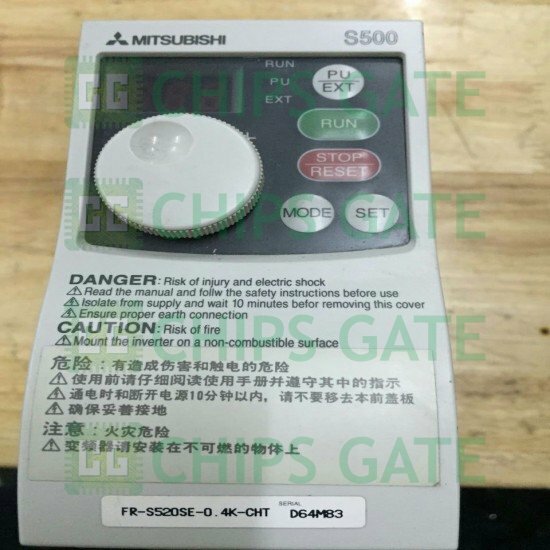 MITSUBISHI S500
RUN
PU
EXT
PU
EXT
RUN
STOP
RESET
MODE
SET
DANGER: Risk of injury and electric shock
Read the manual and follw the safety instructions before use
Isolate from supply and wait 10 minutes befor removing this cover
Ensure proper earth connection
CAUTION: Risk of fire
Mount the inverter on a non-combustible surface
危险：有造成伤害和触电的危险
使用前请仔细阅读使用手册并遵守其中的指示
通电时和断开电源10分钟以内，请不要移去本前盖板
确保妥善接地
注意：火灾危险
变频器请安装在不可燃的物体上
FR-S520SE-0.4K-CHT SERIAL D64M83
CHIPS GATE
CHIPS GATE
CHIPS GATE
CHIPS GATE